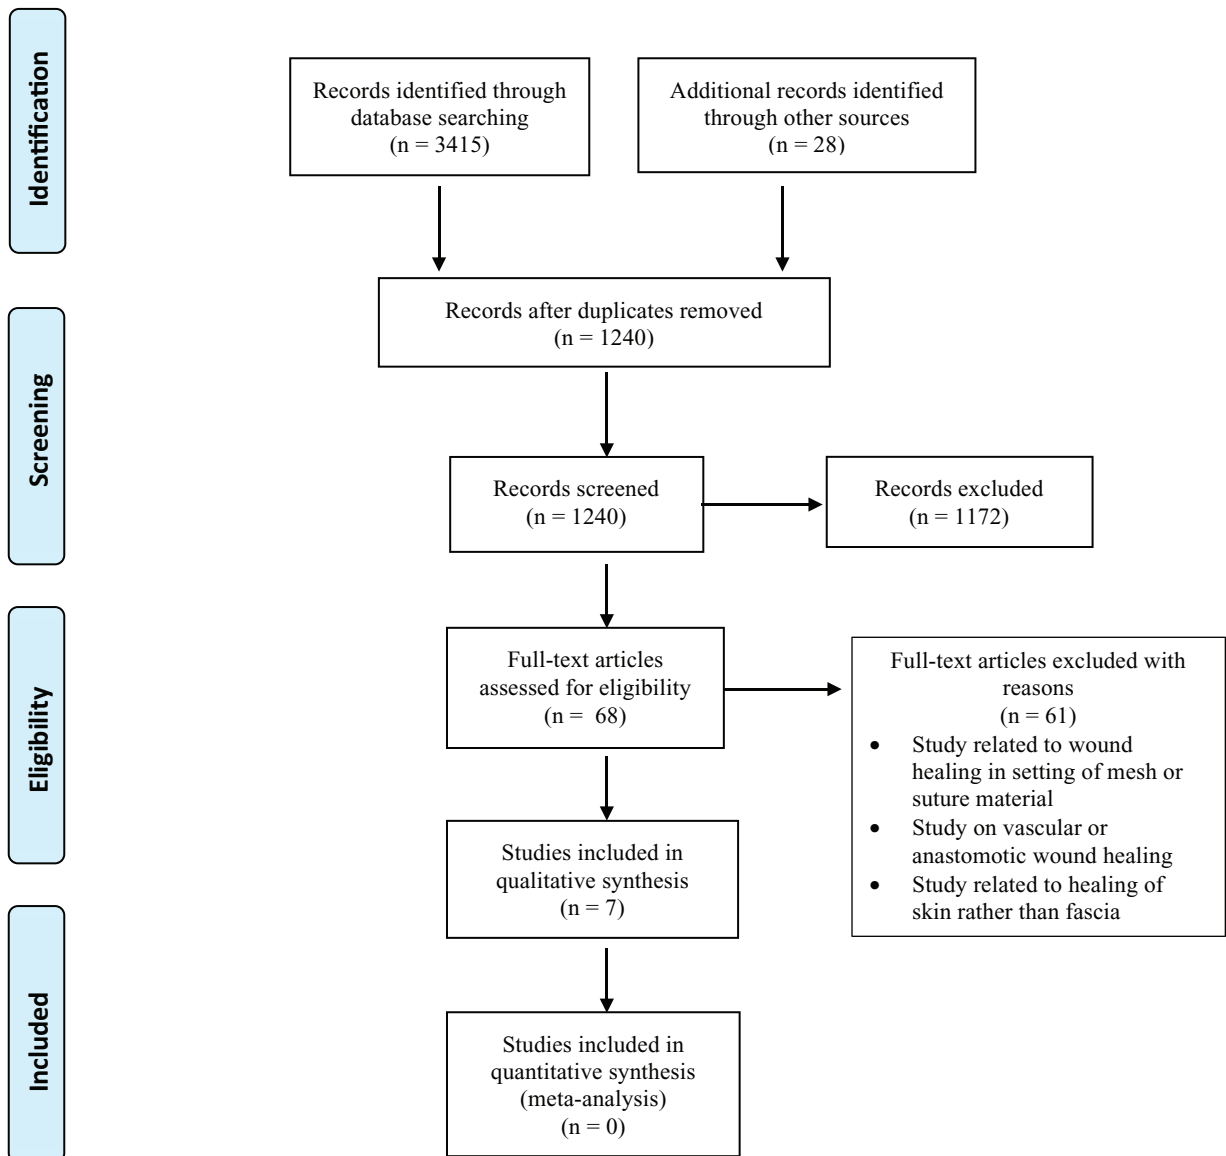 Identification
Records identified through
database searching
(n = 3415)
Additional records identified
through other sources
(n = 28)
Records after duplicates removed
(n = 1240)
Screening
Records screened
(n = 1240)
Records excluded
(n = 1172)
Eligibility
Full-text articles
assessed for eligibility
(n = 68)
Full-text articles excluded with
reasons
(n = 61)
• Study related to wound
healing in setting of mesh or
suture material
• Study on vascular or
anastomotic wound healing
• Study related to healing of
skin rather than fascia
Studies included in
qualitative synthesis
(n = 7)
Included
Studies included in
quantitative synthesis
(meta-analysis)
(n = 0)